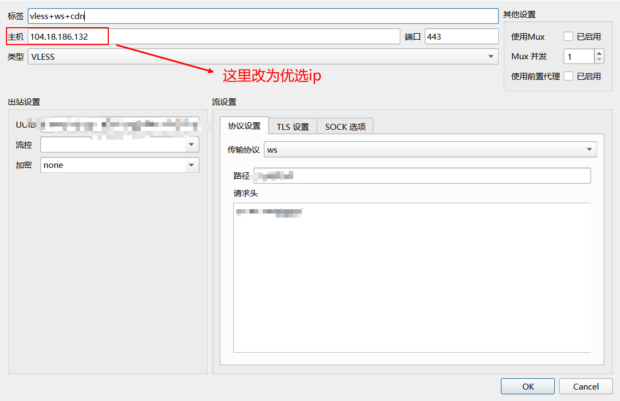 标签 vless+ws+cdn
其他设置
主机 104.18.186.132 端口 443
使用Mux 已启用
类型 VLESS
Mux 并发 1
这里改为优选ip
使用前置代理 已启用
出站设置
流设置
协议设置 TLS 设置 SOCK 选项
流控
传输协议 ws
加密 none
路径
请求头
OK Cancel